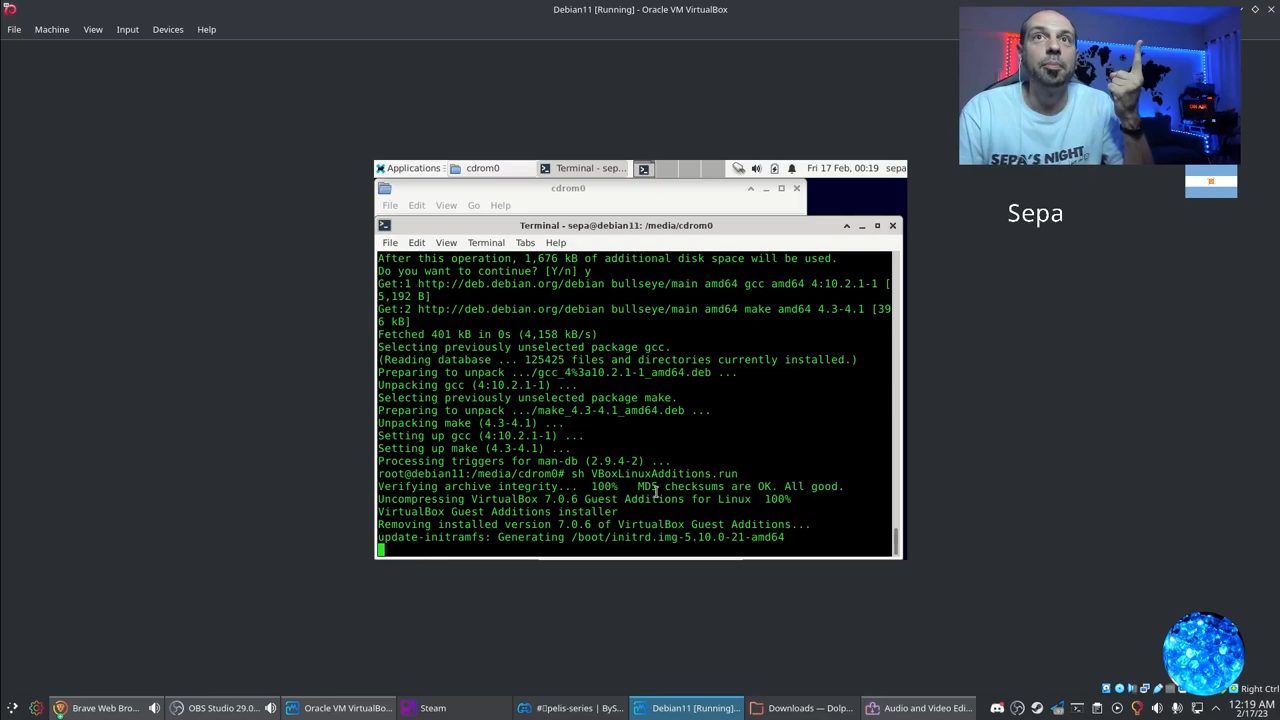 Debian11 [Running] - Oracle VM VirtualBox
File Machine View Input Devices Help
ON AIR
SEPA'S NIGHT
Sepa
Applications cdrom0 Terminal - sep... Fri 17 Feb, 00:19 sepa
cdrom0
File Edit View Go Help
Terminal - sepa@debian11: /media/cdrom0
File Edit View Terminal Tabs Help
After this operation, 1,676 kB of additional disk space will be used.
Do you want to continue? [Y/n] y
Get:1 http://deb.debian.org/debian bullseye/main amd64 gcc amd64 4:10.2.1-1 [
5,192 B]
Get:2 http://deb.debian.org/debian bullseye/main amd64 make amd64 4.3-4.1 [39
6 kB]
Fetched 401 kB in 0s (4,158 kB/s)
Selecting previously unselected package gcc.
(Reading database ... 125425 files and directories currently installed.)
Preparing to unpack .../gcc_4%3a10.2.1-1_amd64.deb ...
Unpacking gcc (4:10.2.1-1) ...
Selecting previously unselected package make.
Preparing to unpack .../make_4.3-4.1_amd64.deb ...
Unpacking make (4.3-4.1) ...
Setting up gcc (4:10.2.1-1) ...
Setting up make (4.3-4.1) ...
Processing triggers for man-db (2.9.4-2) ...
root@debian11:/media/cdrom0# sh VBoxLinuxAdditions.run
Verifying archive integrity... 100% MD5 checksums are OK. All good.
Uncompressing VirtualBox 7.0.6 Guest Additions for Linux 100%
VirtualBox Guest Additions installer
Removing installed version 7.0.6 of VirtualBox Guest Additions...
update-initramfs: Generating /boot/initrd.img-5.10.0-21-amd64
Right Ctrl
Brave Web Bro... OBS Studio 29.0... Oracle VM VirtualBo... Steam Debian11 [Running]... Downloads — Dolp... Audio and Video Edi... 12:19 AM
2/17/23